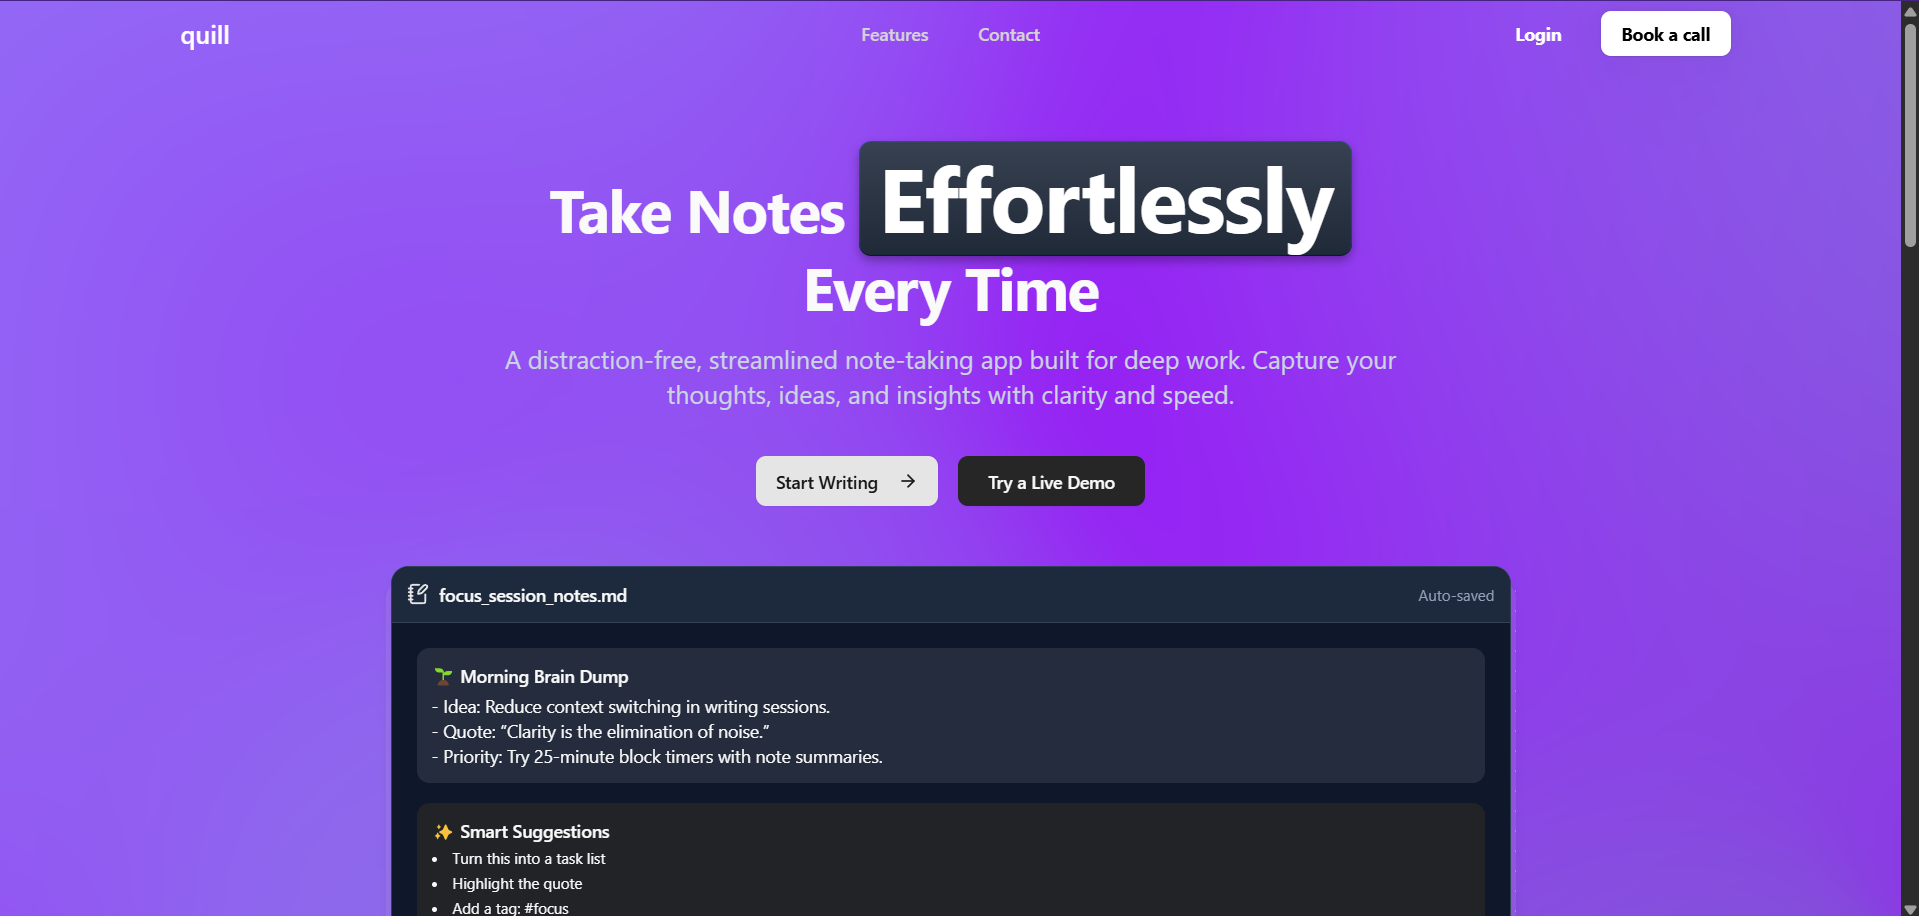 quill
Features
Contact
Login
Book a call
Take Notes Effortlessly
Every Time
A distraction-free, streamlined note-taking app built for deep work. Capture your
thoughts, ideas, and insights with clarity and speed.
Start Writing
Try a Live Demo
focus_session_notes.md
Auto-saved
Morning Brain Dump
- Idea: Reduce context switching in writing sessions.
- Quote: “Clarity is the elimination of noise.”
- Priority: Try 25-minute block timers with note summaries.
Smart Suggestions
• Turn this into a task list
• Highlight the quote
• Add a tag: #focus